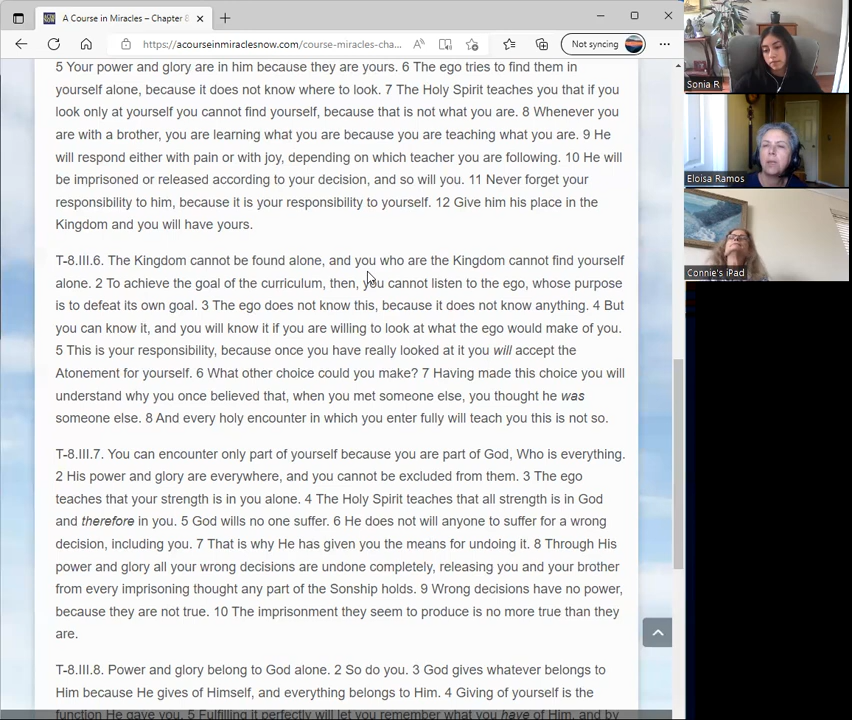 A Course in Miracles – Chapter 8
https://acourseinmiraclesnow.com/course-miracles-cha...
Not syncing
5 Your power and glory are in him because they are yours. 6 The ego tries to find them in
yourself alone, because it does not know where to look. 7 The Holy Spirit teaches you that if you
look only at yourself you cannot find yourself, because that is not what you are. 8 Whenever you
are with a brother, you are learning what you are because you are teaching what you are. 9 He
will respond either with pain or with joy, depending on which teacher you are following. 10 He will
be imprisoned or released according to your decision, and so will you. 11 Never forget your
responsibility to him, because it is your responsibility to yourself. 12 Give him his place in the
Kingdom and you will have yours.
T-8.III.6. The Kingdom cannot be found alone, and you who are the Kingdom cannot find yourself
alone. 2 To achieve the goal of the curriculum, then, you cannot listen to the ego, whose purpose
is to defeat its own goal. 3 The ego does not know this, because it does not know anything. 4 But
you can know it, and you will know it if you are willing to look at what the ego would make of you.
5 This is your responsibility, because once you have really looked at it you will accept the
Atonement for yourself. 6 What other choice could you make? 7 Having made this choice you will
understand why you once believed that, when you met someone else, you thought he was
someone else. 8 And every holy encounter in which you enter fully will teach you this is not so.
T-8.III.7. You can encounter only part of yourself because you are part of God, Who is everything.
2 His power and glory are everywhere, and you cannot be excluded from them. 3 The ego
teaches that your strength is in you alone. 4 The Holy Spirit teaches that all strength is in God
and therefore in you. 5 God wills no one suffer. 6 He does not will anyone to suffer for a wrong
decision, including you. 7 That is why He has given you the means for undoing it. 8 Through His
power and glory all your wrong decisions are undone completely, releasing you and your brother
from every imprisoning thought any part of the Sonship holds. 9 Wrong decisions have no power,
because they are not true. 10 The imprisonment they seem to produce is no more true than they
are.
T-8.III.8. Power and glory belong to God alone. 2 So do you. 3 God gives whatever belongs to
Him because He gives of Himself, and everything belongs to Him. 4 Giving of yourself is the
function He gave you. 5 Fulfilling it perfectly will let you remember what you have of Him, and by
Sonia R
Eloisa Ramos
Connie's iPad